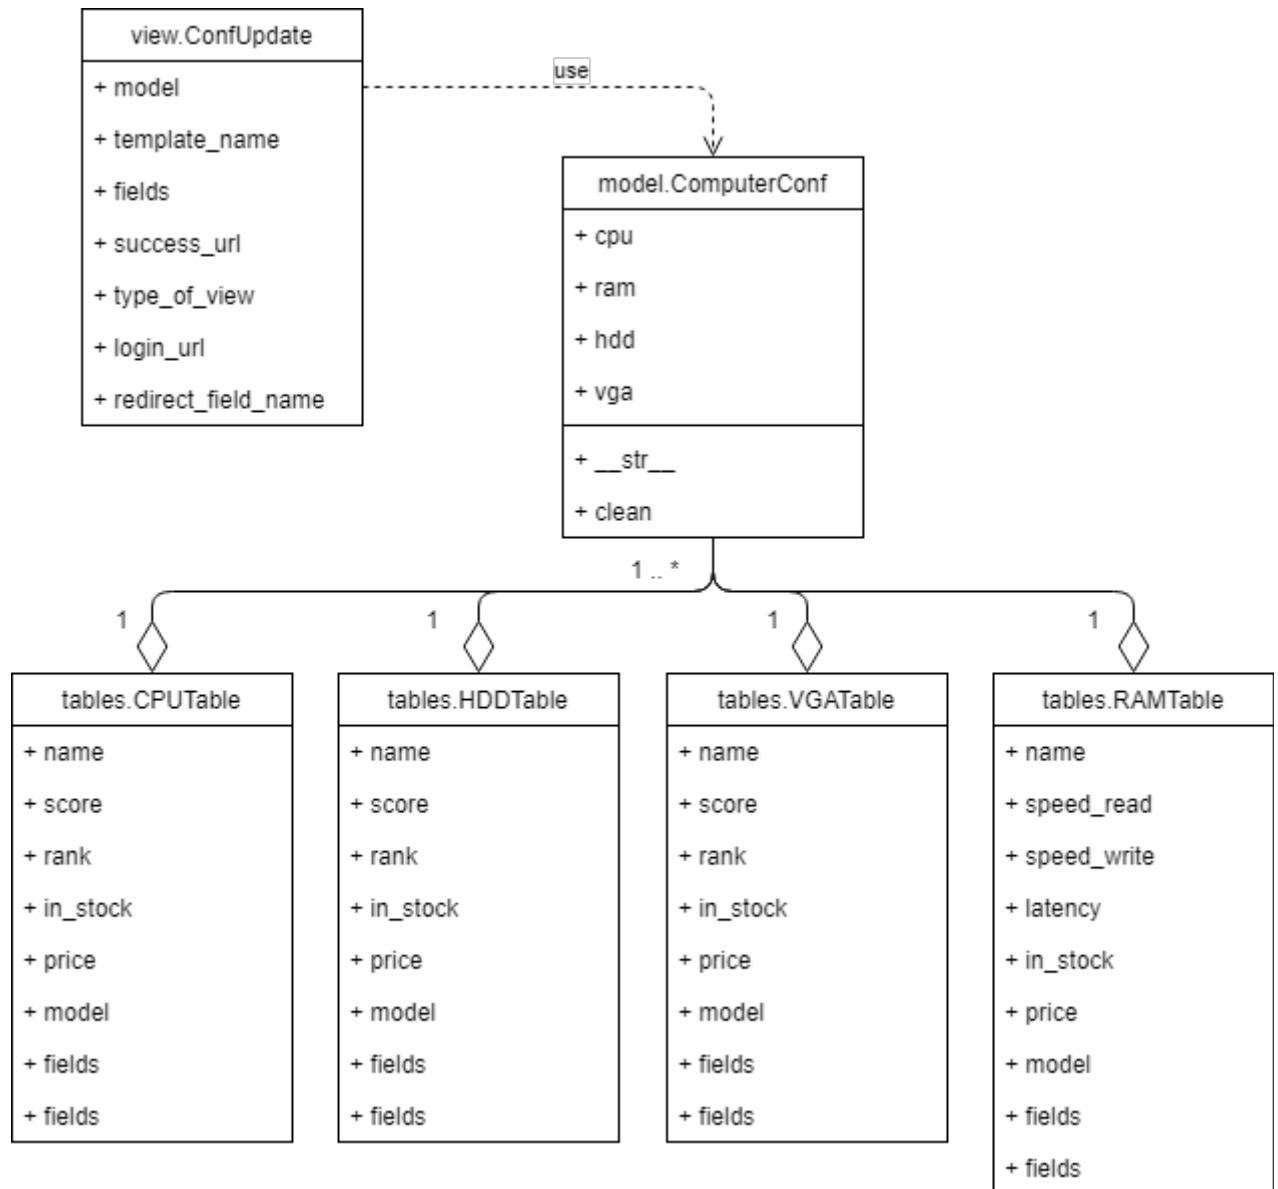 view.ConfUpdate
+ model
+ template_name
+ fields
+ success_url
+ type_of_view
+ login_url
+ redirect_field_name
use
model.ComputerConf
+ cpu
+ ram
+ hdd
+ vga
+ __str__
+ clean
1 .. *
1
1
1
1
tables.CPUTable
+ name
+ score
+ rank
+ in_stock
+ price
+ model
+ fields
+ fields
tables.HDDTable
+ name
+ score
+ rank
+ in_stock
+ price
+ model
+ fields
+ fields
tables.VGATable
+ name
+ score
+ rank
+ in_stock
+ price
+ model
+ fields
+ fields
tables.RAMTable
+ name
+ speed_read
+ speed_write
+ latency
+ in_stock
+ price
+ model
+ fields
+ fields